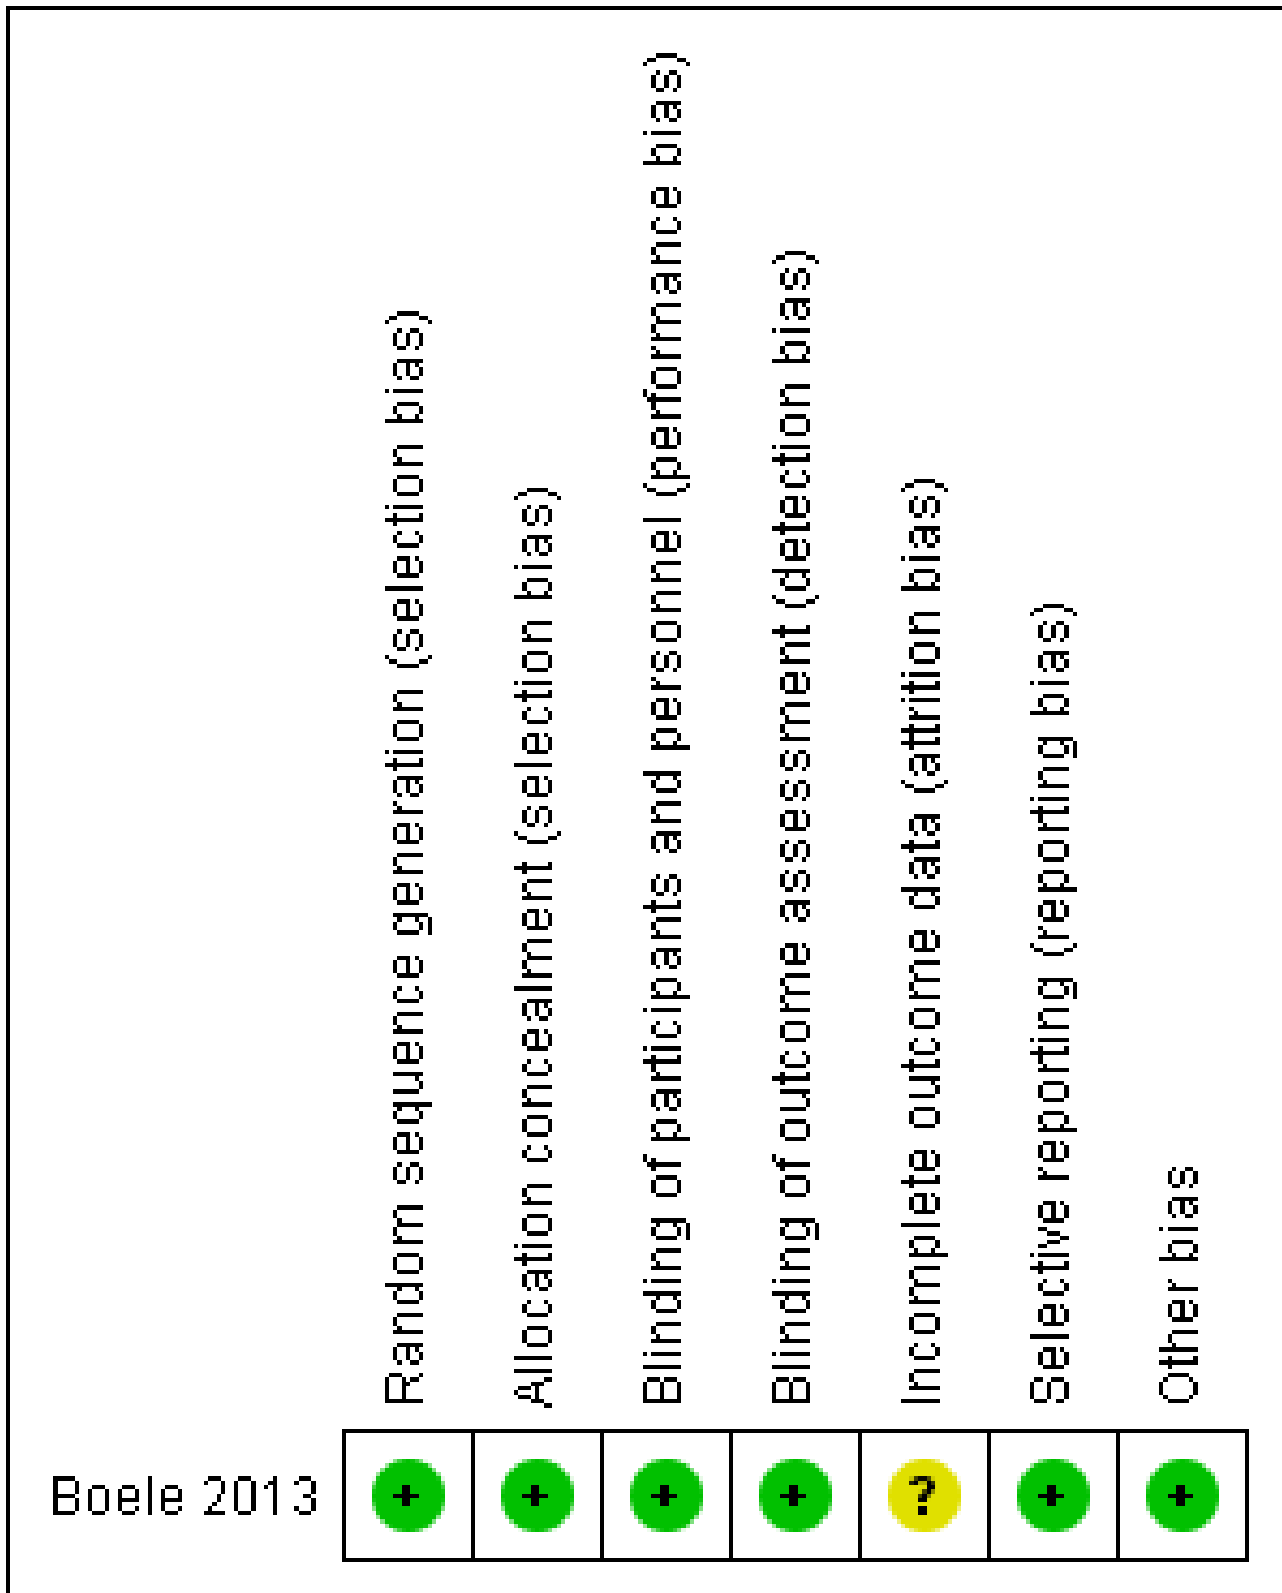 Random sequence generation (selection bias)
Allocation concealment (selection bias)
Blinding of participants and personnel (performance bias)
Blinding of outcome assessment (detection bias)
Incomplete outcome data (attrition bias)
Selective reporting (reporting bias)
Other bias
Boele 2013 + + + + ? + +